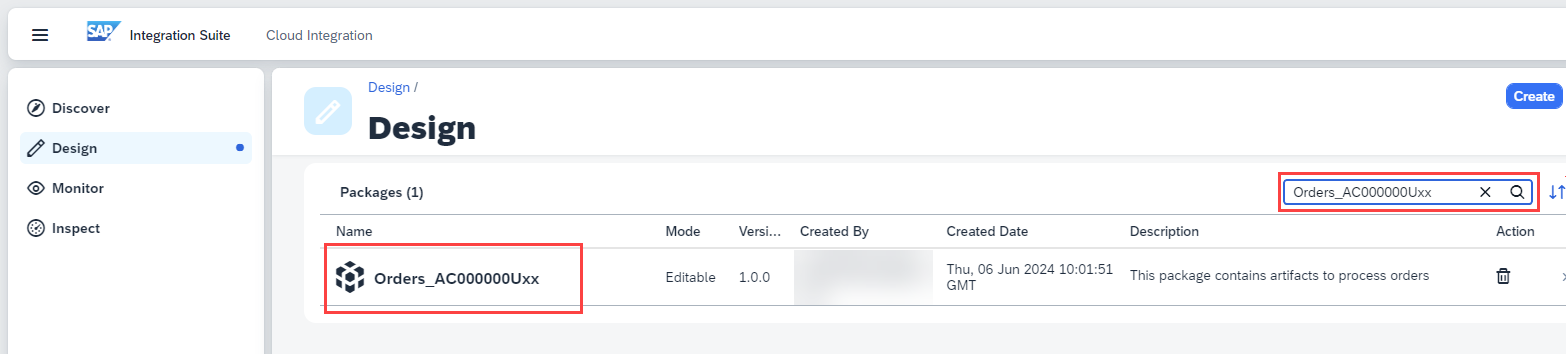 SAP Integration Suite Cloud Integration
Discover
Design
Monitor
Inspect
Design /
Design
Create
Packages (1)
Orders_AC000000Uxx
Name Mode Versi... Created By Created Date Description Action
Orders_AC000000Uxx Editable 1.0.0 Thu, 06 Jun 2024 10:01:51 This package contains artifacts to process orders
GMT